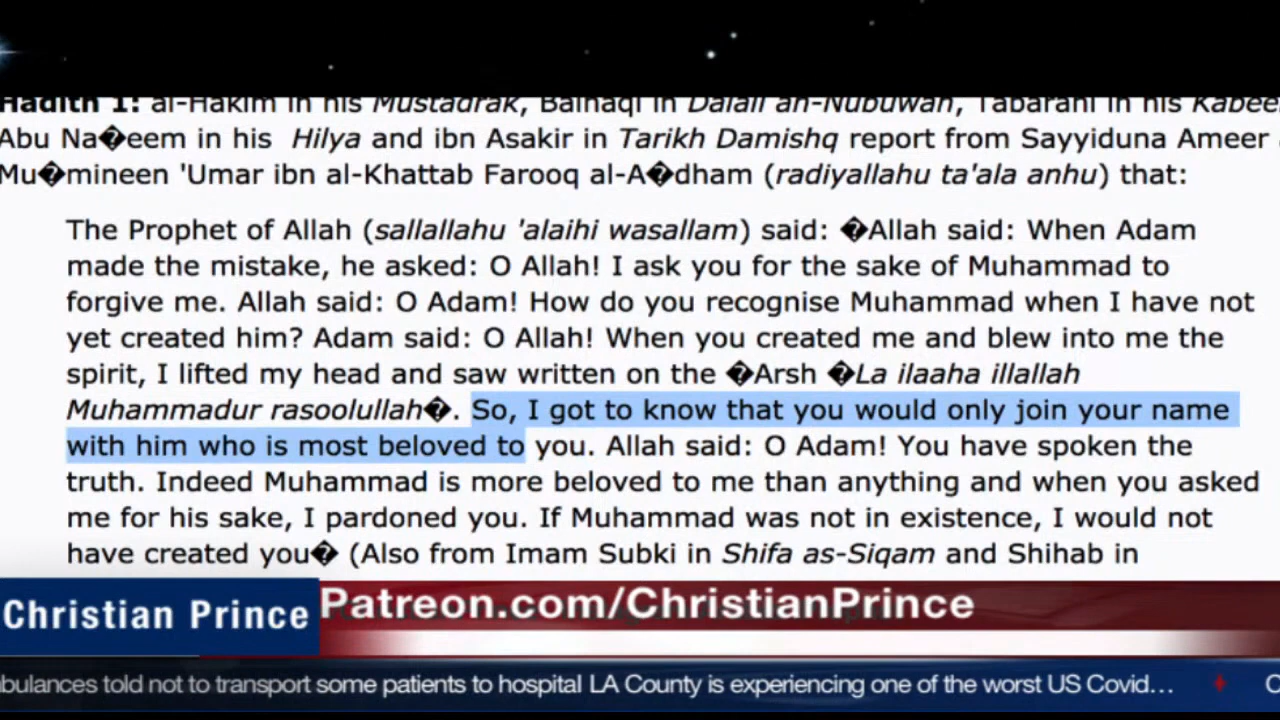 Hadith 1: al-Hakim in his Mustadrak, Baihaqi in Dalail an-Nubuwah, Tabarani in his Kabeer
Abu Na�eem in his Hilya and ibn Asakir in Tarikh Damishq report from Sayyiduna Ameer
Mu�mineen 'Umar ibn al-Khattab Farooq al-A�dham (radiyallahu ta'ala anhu) that:
The Prophet of Allah (sallallahu 'alaihi wasallam) said: �Allah said: When Adam
made the mistake, he asked: O Allah! I ask you for the sake of Muhammad to
forgive me. Allah said: O Adam! How do you recognise Muhammad when I have not
yet created him? Adam said: O Allah! When you created me and blew into me the
spirit, I lifted my head and saw written on the �Arsh �La ilaaha illallah
Muhammadur rasoolullah�. So, I got to know that you would only join your name
with him who is most beloved to you. Allah said: O Adam! You have spoken the
truth. Indeed Muhammad is more beloved to me than anything and when you asked
me for his sake, I pardoned you. If Muhammad was not in existence, I would not
have created you� (Also from Imam Subki in Shifa as-Siqam and Shihab in
Christian Prince
Patreon.com/ChristianPrince
mbulances told not to transport some patients to hospital LA County is experiencing one of the worst US Covid...